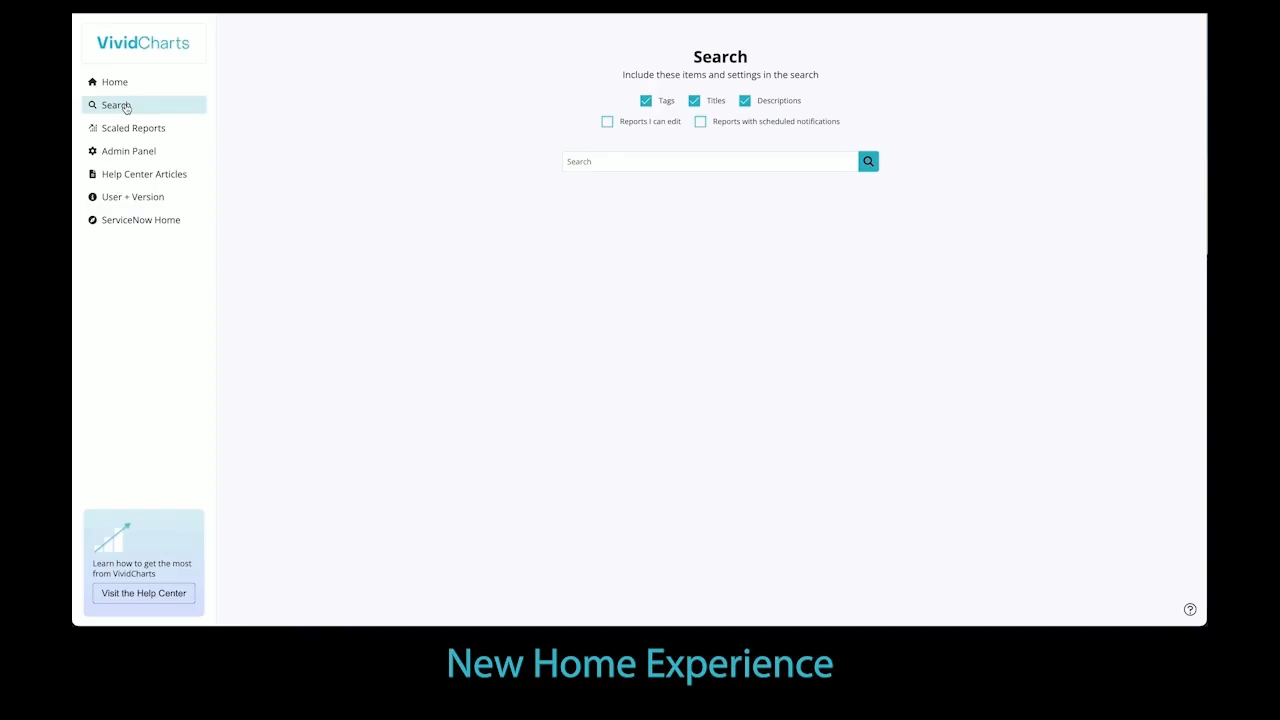 VividCharts
Home
Search
Scaled Reports
Admin Panel
Help Center Articles
User + Version
ServiceNow Home
Learn how to get the most
from VividCharts
Visit the Help Center
Search
Include these items and settings in the search
Tags Titles Descriptions
Reports I can edit Reports with scheduled notifications
Search
?
New Home Experience